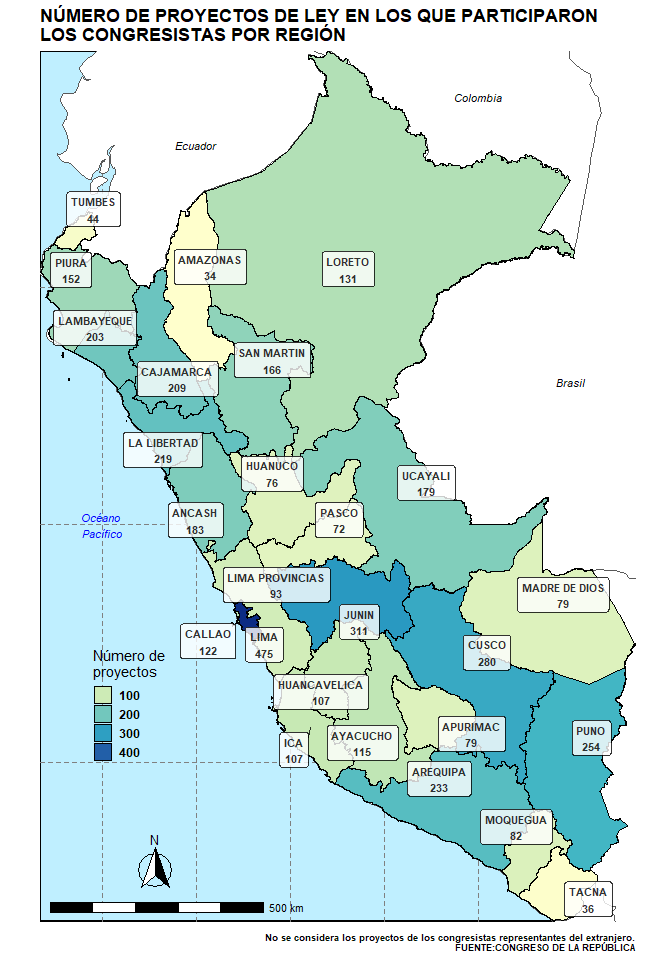 NÚMERO DE PROYECTOS DE LEY EN LOS QUE PARTICIPARON
LOS CONGRESISTAS POR REGIÓN
Colombia
Ecuador
TUMBES
44
PIURA
152
AMAZONAS
34
LORETO
131
LAMBAYEQUE
203
SAN MARTIN
166
CAJAMARCA
209
Brasil
LA LIBERTAD
219
HUANUCO
76
UCAYALI
179
ANCASH
183
PASCO
72
Océano
Pacífico
LIMA PROVINCIAS
93
MADRE DE DIOS
79
JUNIN
311
CALLAO
122
LIMA
475
CUSCO
280
HUANCAVELICA
107
ICA
107
AYACUCHO
115
APURIMAC
79
PUNO
254
AREQUIPA
233
MOQUEGUA
82
TACNA
36
Número de
proyectos
100
200
300
400
N
500 km
No se considera los proyectos de los congresistas representantes del extranjero.
FUENTE:CONGRESO DE LA REPÚBLICA